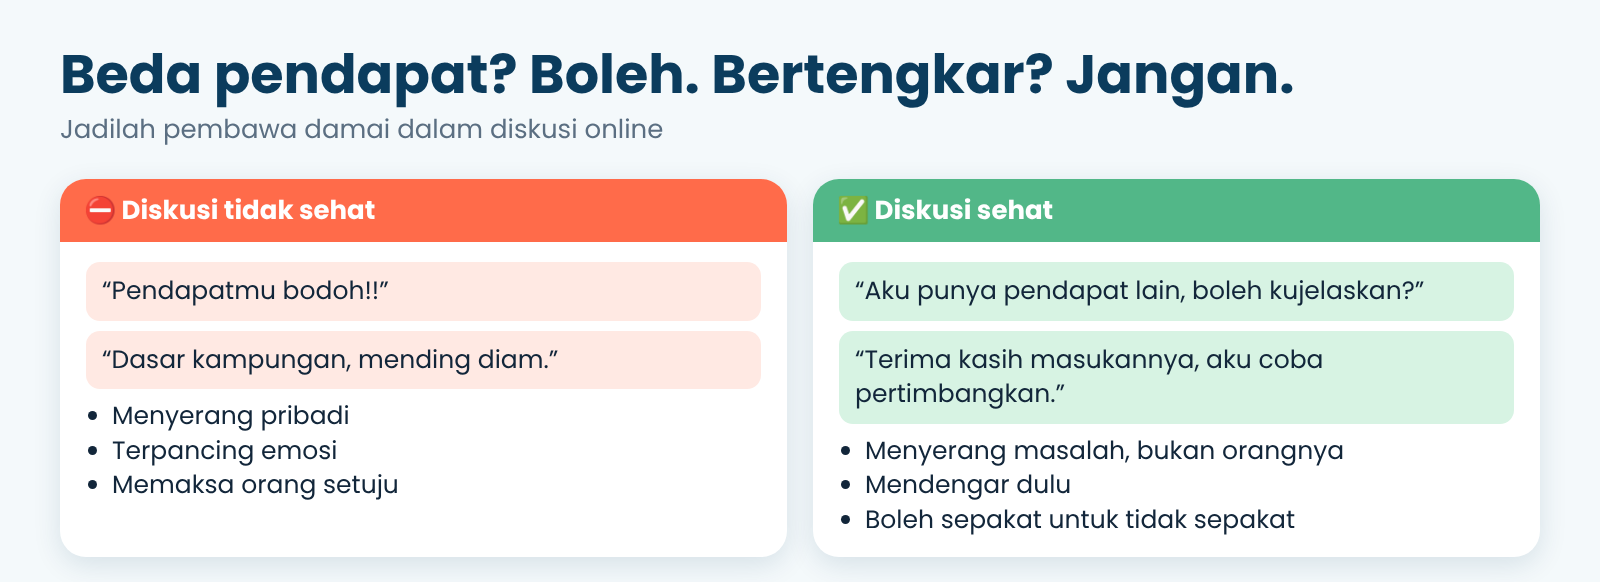 Beda pendapat? Boleh. Bertengkar? Jangan.
Jadilah pembawa damai dalam diskusi online
⛔ Diskusi tidak sehat
“Pendapatmu bodoh!!”
“Dasar kampungan, mending diam.”
• Menyerang pribadi
• Terpancing emosi
• Memaksa orang setuju
✅ Diskusi sehat
“Aku punya pendapat lain, boleh kujelaskan?”
“Terima kasih masukannya, aku coba
pertimbangkan.”
• Menyerang masalah, bukan orangnya
• Mendengar dulu
• Boleh sepakat untuk tidak sepakat